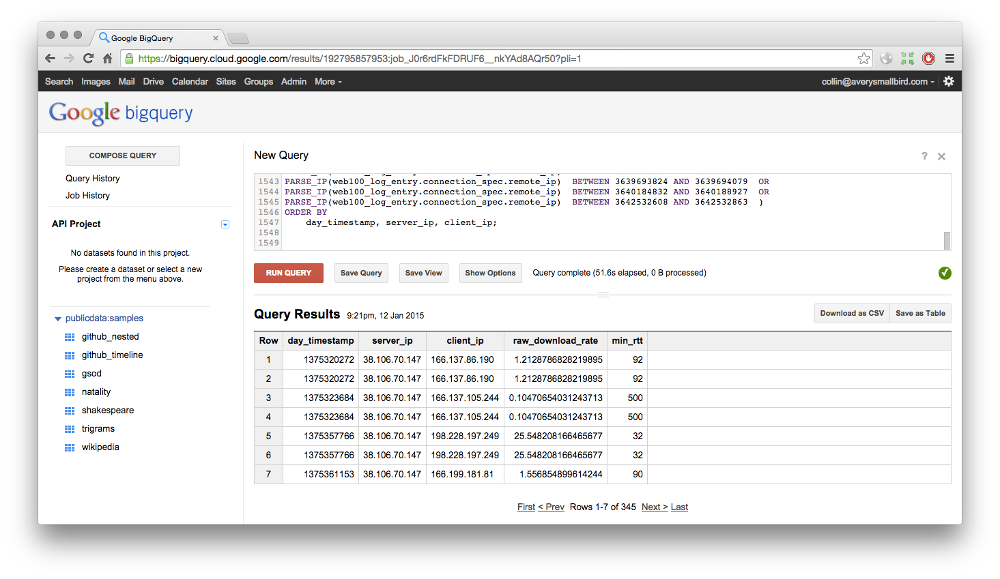 Google BigQuery
https://bigquery.cloud.google.com/results/192795857953:job_J0r6rdFkFDRUF6__nkYAd8AQr50?pli=1
Search Images Mail Drive Calendar Sites Groups Admin More collin@averysmallbird.com
Google bigquery
COMPOSE QUERY
Query History
Job History
API Project
No datasets found in this project.
Please create a dataset or select a new
project from the menu above.
publicdata:samples
github_nested
github_timeline
gsod
natality
shakespeare
trigrams
wikipedia
New Query
? ×
1543 PARSE_IP(web100_log_entry.connection_spec.remote_ip) BETWEEN 3639693824 AND 3639694079 OR
1544 PARSE_IP(web100_log_entry.connection_spec.remote_ip) BETWEEN 3640184832 AND 3640188927 OR
1545 PARSE_IP(web100_log_entry.connection_spec.remote_ip) BETWEEN 3642532608 AND 3642532863 )
1546 ORDER BY
1547 day_timestamp, server_ip, client_ip;
1548
1549
RUN QUERY Save Query Save View Show Options Query complete (51.6s elapsed, 0 B processed)
Query Results 9:21pm, 12 Jan 2015 Download as CSV Save as Table
Row day_timestamp server_ip client_ip raw_download_rate min_rtt
1 1375320272 38.106.70.147 166.137.86.190 1.2128786828219895 92
2 1375320272 38.106.70.147 166.137.86.190 1.2128786828219895 92
3 1375323684 38.106.70.147 166.137.105.244 0.10470654031243713 500
4 1375323684 38.106.70.147 166.137.105.244 0.10470654031243713 500
5 1375357766 38.106.70.147 198.228.197.249 25.548208166465677 32
6 1375357766 38.106.70.147 198.228.197.249 25.548208166465677 32
7 1375361153 38.106.70.147 166.199.181.81 1.556854899614244 90
First < Prev Rows 1-7 of 345 Next > Last